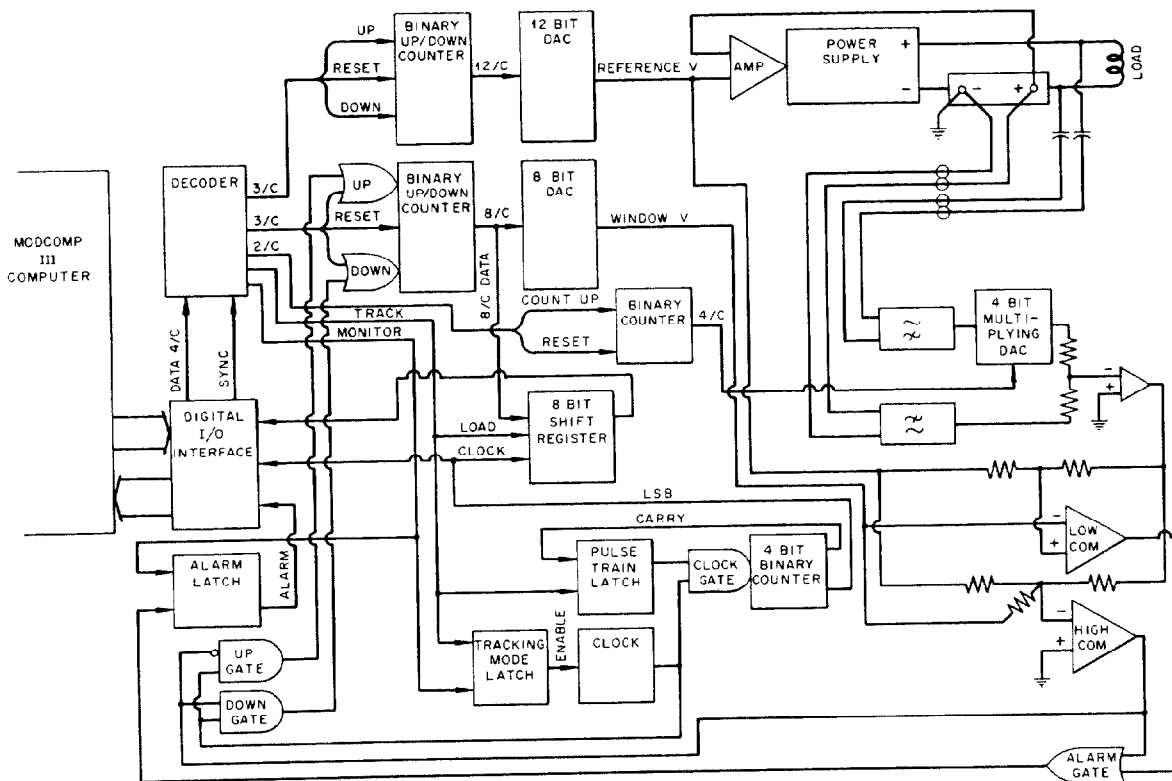 UP
RESET
DOWN
BINARY
UP/DOWN
COUNTER
12/C
12 BIT
DAC
REFERENCE V
AMP
POWER
SUPPLY
+
-
- +
LOAD
MODCOMP
III
COMPUTER
DECODER
3/C
3/C
2/C
UP
RESET
DOWN
BINARY
UP/DOWN
COUNTER
8/C
8 BIT
DAC
WINDOW V
8/C DATA
TRACK
MONITOR
COUNT UP
RESET
BINARY
COUNTER
4/C
4 BIT
MULTI-
PLYING
DAC
-
+
DATA 4/C
SYNC
DIGITAL
I/O
INTERFACE
LOAD
CLOCK
8 BIT
SHIFT
REGISTER
LSB
CARRY
PULSE
TRAIN
LATCH
CLOCK
GATE
4 BIT
BINARY
COUNTER
-
+
LOW
COM
ALARM
LATCH
ALARM
UP
GATE
DOWN
GATE
TRACKING
MODE
LATCH
ENABLE
CLOCK
-
+
HIGH
COM
ALARM
GATE